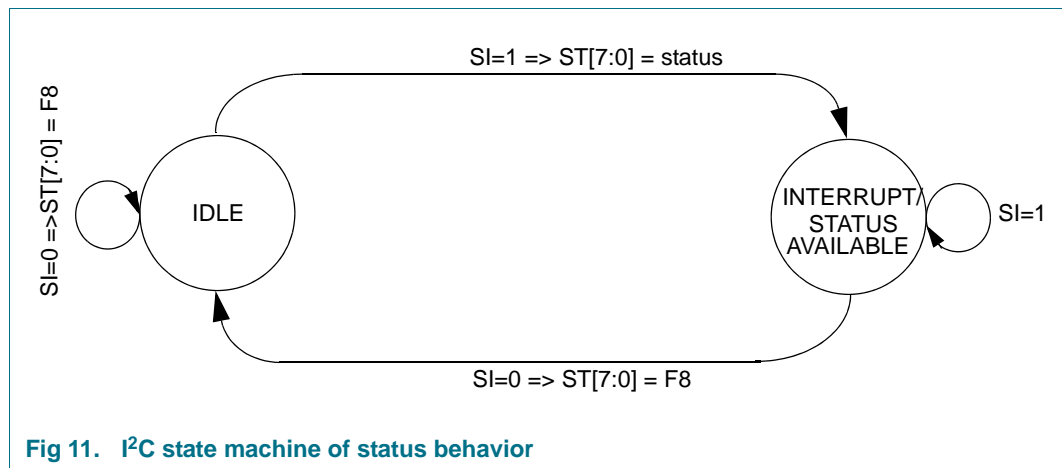 SI=1 => ST[7:0] = status
SI=0 =>ST[7:0] = F8
IDLE
INTERRUPT/
STATUS
AVAILABLE
SI=1
SI=0 => ST[7:0] = F8
Fig 11. I²C state machine of status behavior